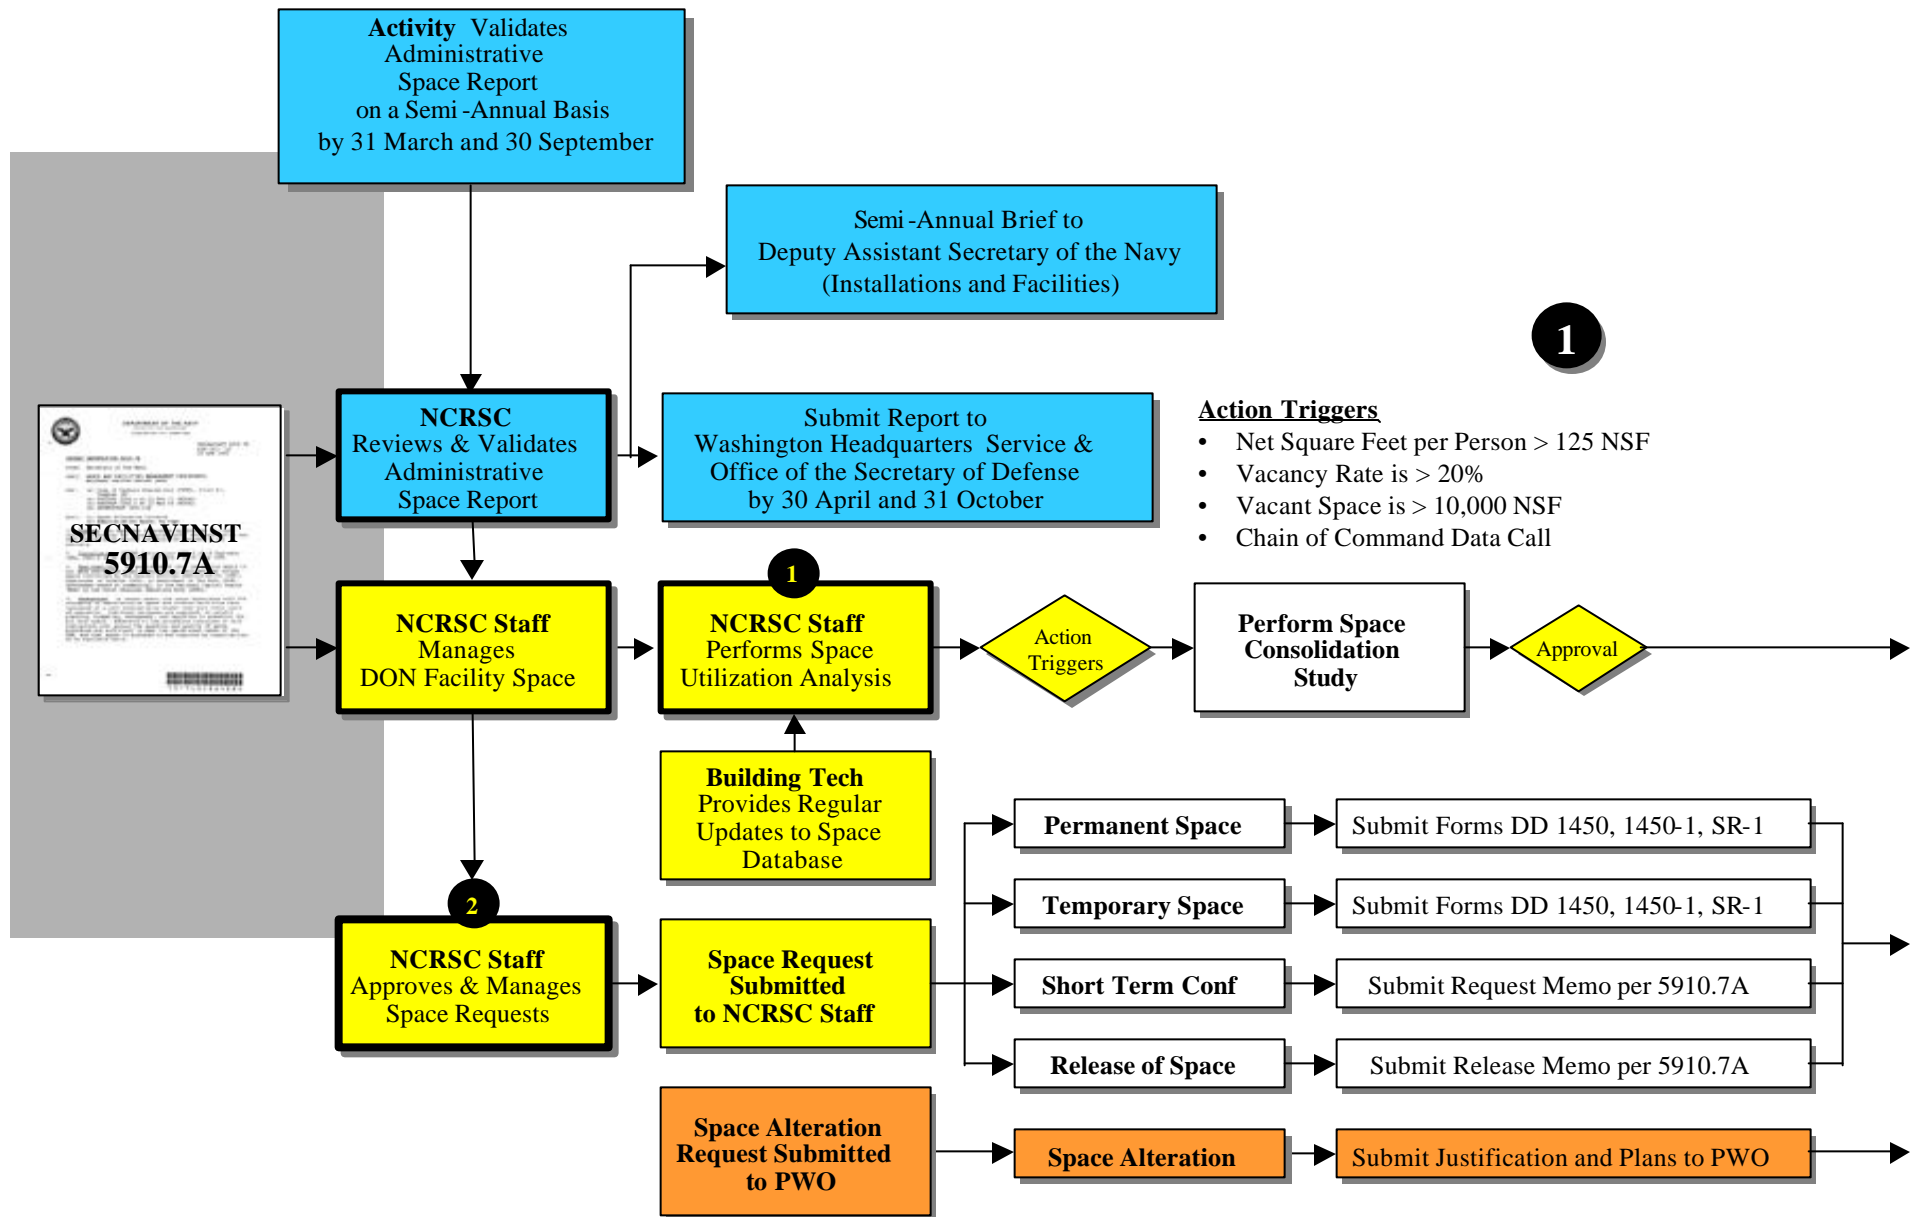 Activity Validates
Administrative
Space Report
on a Semi-Annual Basis
by 31 March and 30 September
Semi-Annual Brief to
Deputy Assistant Secretary of the Navy
(Installations and Facilities)
1
DEPARTMENT OF THE NAVY
SECNAVINST
5910.7A
NCRSC
Reviews & Validates
Administrative
Space Report
Submit Report to
Washington Headquarters Service &
Office of the Secretary of Defense
by 30 April and 31 October
Action Triggers
• Net Square Feet per Person > 125 NSF
• Vacancy Rate is > 20%
• Vacant Space is > 10,000 NSF
• Chain of Command Data Call
NCRSC Staff
Manages
DON Facility Space
1
NCRSC Staff
Performs Space
Utilization Analysis
Action
Triggers
Perform Space
Consolidation
Study
Approval
Building Tech
Provides Regular
Updates to Space
Database
2
NCRSC Staff
Approves & Manages
Space Requests
Space Request
Submitted
to NCRSC Staff
Permanent Space
Submit Forms DD 1450, 1450-1, SR-1
Temporary Space
Submit Forms DD 1450, 1450-1, SR-1
Short Term Conf
Submit Request Memo per 5910.7A
Release of Space
Submit Release Memo per 5910.7A
Space Alteration
Request Submitted
to PWO
Space Alteration
Submit Justification and Plans to PWO